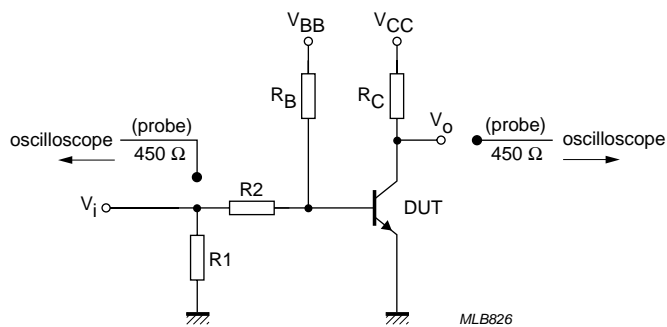 VBB
VCC
RB
RC
Vo
(probe)
oscilloscope
450 Ω
(probe)
oscilloscope
450 Ω
R2
Vi
DUT
R1
MLB826